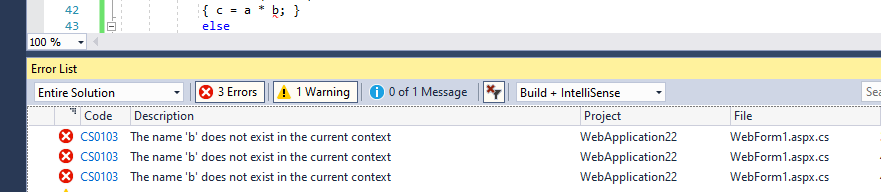 42 { c = a * b; }
43 else
100 %
Error List
Entire Solution 3 Errors 1 Warning 0 of 1 Message Build + IntelliSense Sea
Code Description Project File
CS0103 The name 'b' does not exist in the current context WebApplication22 WebForm1.aspx.cs
CS0103 The name 'b' does not exist in the current context WebApplication22 WebForm1.aspx.cs
CS0103 The name 'b' does not exist in the current context WebApplication22 WebForm1.aspx.cs